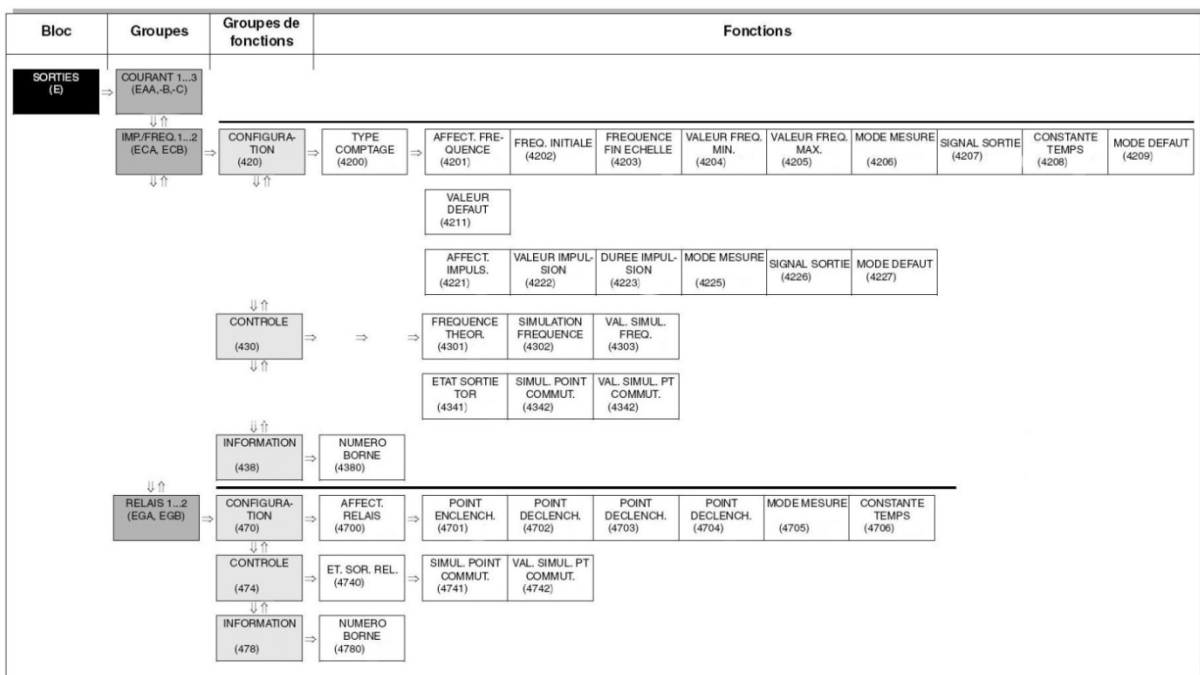 Bloc
Groupes
Groupes de
fonctions
Fonctions
SORTIES
(E)
⇒
COURANT 1...3
(EAA,-B,-C)
⇓⇑
IMP./FREQ.1...2
(ECA, ECB)
⇒
CONFIGURA-
TION
(420)
⇒
TYPE
COMPTAGE
(4200)
⇒
AFFECT. FRE-
QUENCE
(4201)
FREQ. INITIALE
(4202)
FREQUENCE
FIN ECHELLE
(4203)
VALEUR FREQ.
MIN.
(4204)
VALEUR FREQ.
MAX.
(4205)
MODE MESURE
(4206)
SIGNAL SORTIE
(4207)
CONSTANTE
TEMPS
(4208)
MODE DEFAUT
(4209)
⇓⇑
⇓⇑
VALEUR
DEFAUT
(4211)
AFFECT.
IMPULS.
(4221)
VALEUR IMPUL-
SION
(4222)
DUREE IMPUL-
SION
(4223)
MODE MESURE
(4225)
SIGNAL SORTIE
(4226)
MODE DEFAUT
(4227)
⇓⇑
CONTROLE
(430)
⇒
⇒
⇒
FREQUENCE
THEOR.
(4301)
SIMULATION
FREQUENCE
(4302)
VAL. SIMUL.
FREQ.
(4303)
⇓⇑
ETAT SORTIE
TOR
(4341)
SIMUL. POINT
COMMUT.
(4342)
VAL. SIMUL. PT
COMMUT.
(4342)
⇓⇑
INFORMATION
(438)
⇒
NUMERO
BORNE
(4380)
⇓⇑
RELAIS 1...2
(EGA, EGB)
⇒
CONFIGURA-
TION
(470)
⇒
AFFECT.
RELAIS
(4700)
⇒
POINT
ENCLENCH.
(4701)
POINT
DECLENCH.
(4702)
POINT
DECLENCH.
(4703)
POINT
DECLENCH.
(4704)
MODE MESURE
(4705)
CONSTANTE
TEMPS
(4706)
⇓⇑
CONTROLE
(474)
⇒
ET. SOR. REL.
(4740)
⇒
SIMUL. POINT
COMMUT.
(4741)
VAL. SIMUL. PT
COMMUT.
(4742)
⇓⇑
INFORMATION
(478)
⇒
NUMERO
BORNE
(4780)